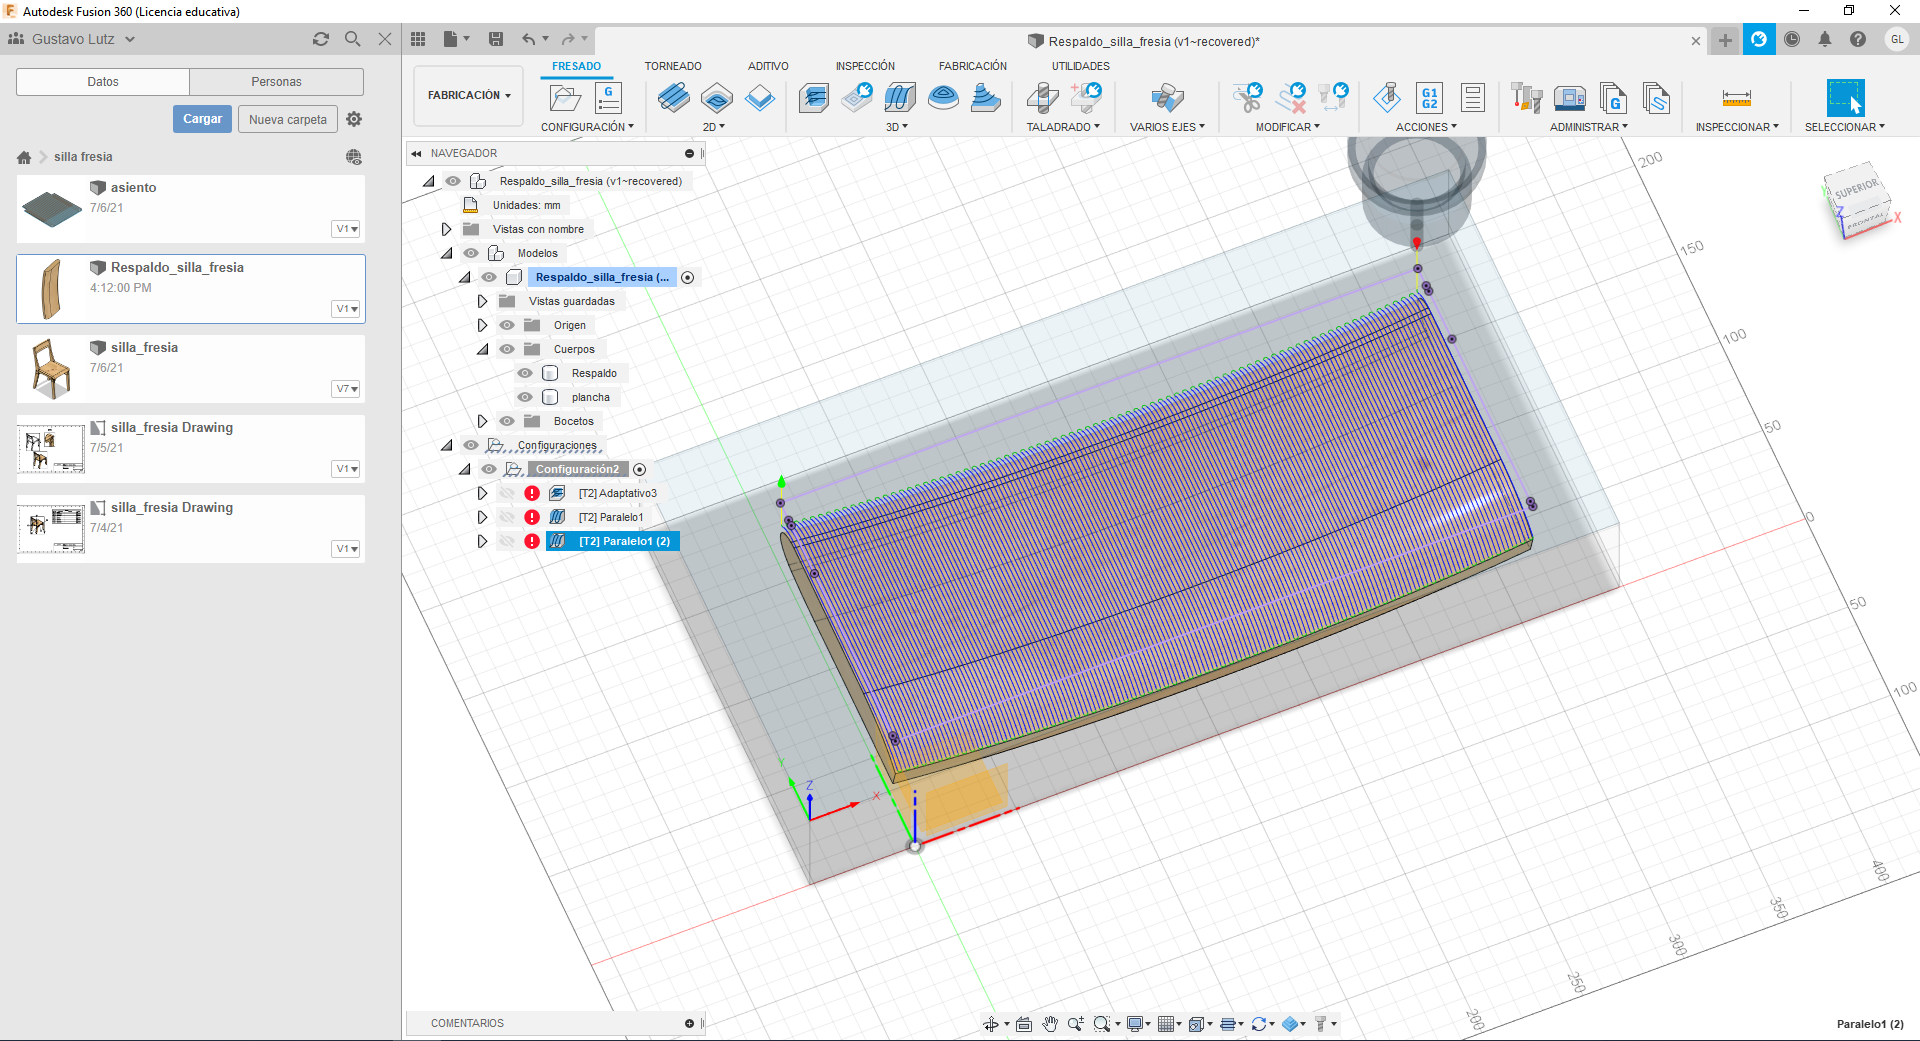 Autodesk Fusion 360 (Licencia educativa)
Gustavo Lutz
Respaldo_silla_fresia (v1~recovered)*
GL
Datos
Personas
Cargar
Nueva carpeta
silla fresia
asiento
7/6/21
V1
Respaldo_silla_fresia
4:12:00 PM
V1
silla_fresia
7/6/21
V7
silla_fresia Drawing
7/5/21
V1
silla_fresia Drawing
7/4/21
V1
FABRICACIÓN
FRESADO
TORNEADO
ADITIVO
INSPECCIÓN
FABRICACIÓN
UTILIDADES
G
G1
G2
G
CONFIGURACIÓN
2D
3D
TALADRADO
VARIOS EJES
MODIFICAR
ACCIONES
ADMINISTRAR
INSPECCIONAR
SELECCIONAR
NAVEGADOR
Respaldo_silla_fresia (v1~recovered)
Unidades: mm
Vistas con nombre
Modelos
Respaldo_silla_fresia (...
Vistas guardadas
Origen
Cuerpos
Respaldo
plancha
Bocetos
Configuraciones
Configuración2
[T2] Adaptativo3
[T2] Paralelo1
[T2] Paralelo1 (2)
SUPERIOR
Z
X
200
150
100
50
0
50
100
400
350
300
250
200
Y
Z
X
COMENTARIOS
Paralelo1 (2)